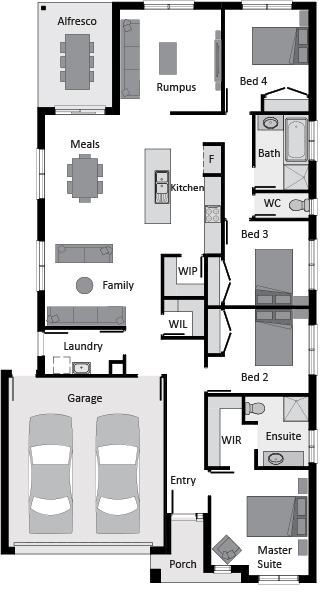 Alfresco
Rumpus
Bed 4
Meals
Bath
F
Kitchen
WC
Bed 3
WIP
Family
WIL
Laundry
Bed 2
Garage
WIR
Ensuite
Entry
Master
Suite
Porch